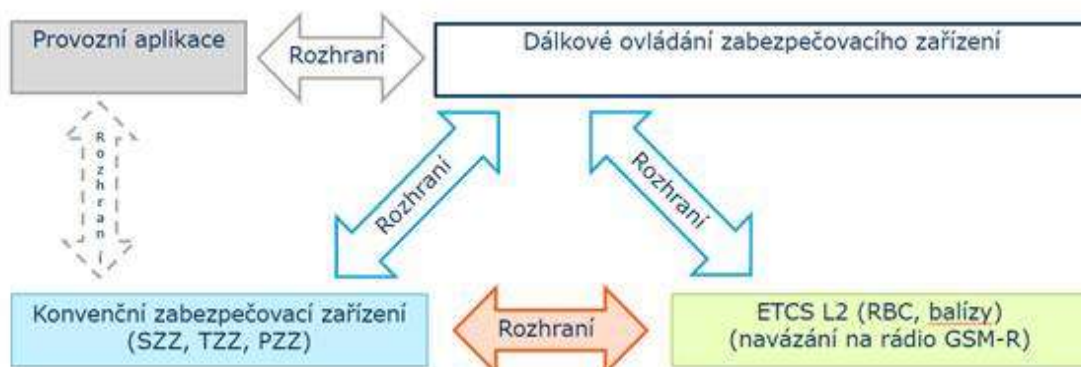 Provozní aplikace
Rozhraní
Dálkové ovládání zabezpečovacího zařízení
Rozhraní
Rozhraní
Rozhraní
Konvenční zabezpečovací zařízení
(SZZ, TZZ, PZZ)
Rozhraní
ETCS L2 (RBC, balízy)
(navázání na rádio GSM-R)